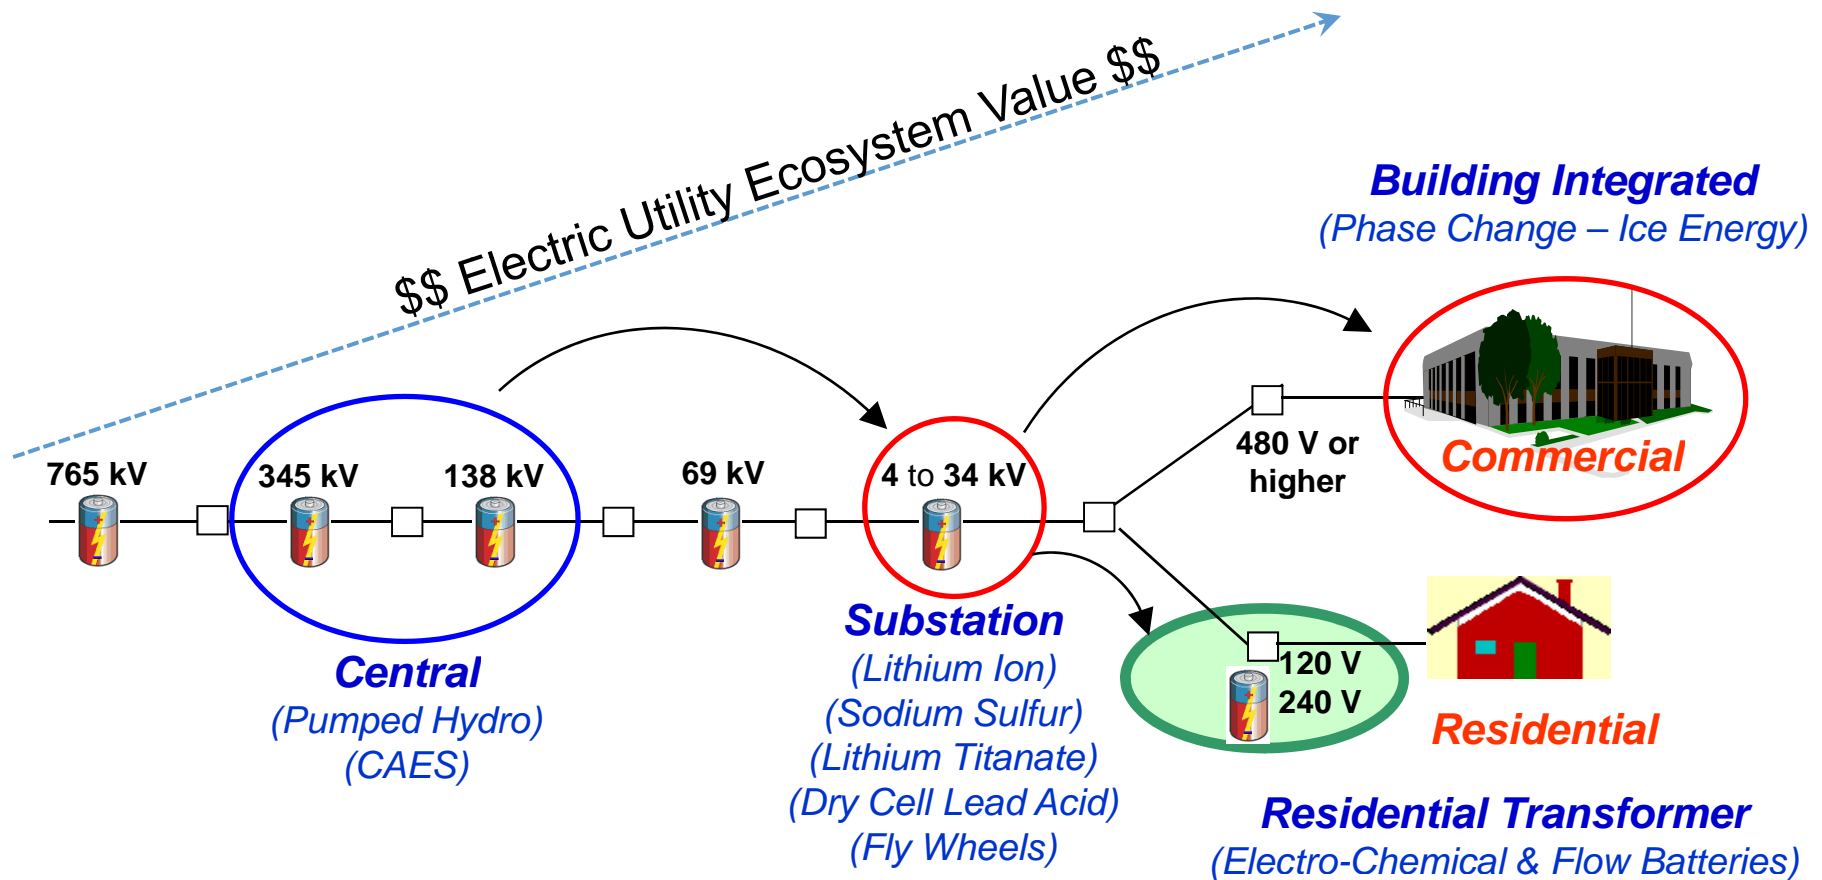 $$ Electric Utility Ecosystem Value $$
Building Integrated
(Phase Change – Ice Energy)
765 kV
345 kV
138 kV
69 kV
4 to 34 kV
480 V or
higher
Commercial
Central
(Pumped Hydro)
(CAES)
Substation
(Lithium Ion)
(Sodium Sulfur)
(Lithium Titanate)
(Dry Cell Lead Acid)
(Fly Wheels)
120 V
240 V
Residential
Residential Transformer
(Electro-Chemical & Flow Batteries)